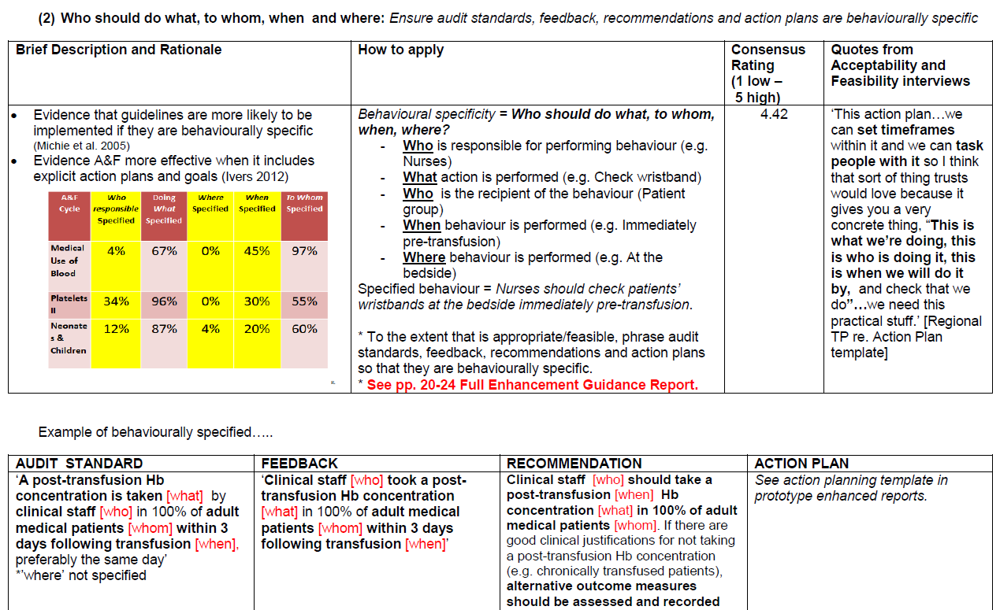 (2) Who should do what, to whom, when and where: Ensure audit standards, feedback, recommendations and action plans are behaviourally specific
Brief Description and Rationale
How to apply
Consensus
Rating
(1 low –
5 high)
Quotes from
Acceptability and
Feasibility interviews
• Evidence that guidelines are more likely to be
implemented if they are behaviourally specific
(Michie et al. 2005)
• Evidence A&F more effective when it includes
explicit action plans and goals (Ivers 2012)
A&F
Cycle
Who
responsible
Specified
Doing
What
Specified
Where
Specified
When
Specified
To Whom
Specified
Medical
Use of
Blood
4% 67% 0% 45% 97%
Platelets
II
34% 96% 0% 30% 55%
Neonate
s &
Children
12% 87% 4% 20% 60%
Behavioural specificity = Who should do what, to whom,
when, where?
- Who is responsible for performing behaviour (e.g.
Nurses)
- What action is performed (e.g. Check wristband)
- Who is the recipient of the behaviour (Patient
group)
- When behaviour is performed (e.g. Immediately
pre-transfusion)
- Where behaviour is performed (e.g. At the
bedside)
Specified behaviour = Nurses should check patients’
wristbands at the bedside immediately pre-transfusion.
* To the extent that is appropriate/feasible, phrase audit
standards, feedback, recommendations and action plans
so that they are behaviourally specific.
* See pp. 20-24 Full Enhancement Guidance Report.
4.42
‘This action plan…we
can set timeframes
within it and we can task
people with it so I think
that sort of thing trusts
would love because it
gives you a very
concrete thing, “This is
what we’re doing, this
is who is doing it, this
is when we will do it
by, and check that we
do”…we need this
practical stuff.’ [Regional
TP re. Action Plan
template]
Example of behaviourally specified…..
AUDIT STANDARD
FEEDBACK
RECOMMENDATION
ACTION PLAN
‘A post-transfusion Hb
concentration is taken [what] by
clinical staff [who] in 100% of adult
medical patients [whom] within 3
days following transfusion [when],
preferably the same day’
*’where’ not specified
‘Clinical staff [who] took a post-
transfusion Hb concentration
[what] in 100% of adult medical
patients [whom] within 3 days
following transfusion [when]’
Clinical staff [who] should take a
post-transfusion [when] Hb
concentration [what] in 100% of adult
medical patients [whom]. If there are
good clinical justifications for not taking
a post-transfusion Hb concentration
(e.g. chronically transfused patients),
alternative outcome measures
should be assessed and recorded
See action planning template in
prototype enhanced reports.